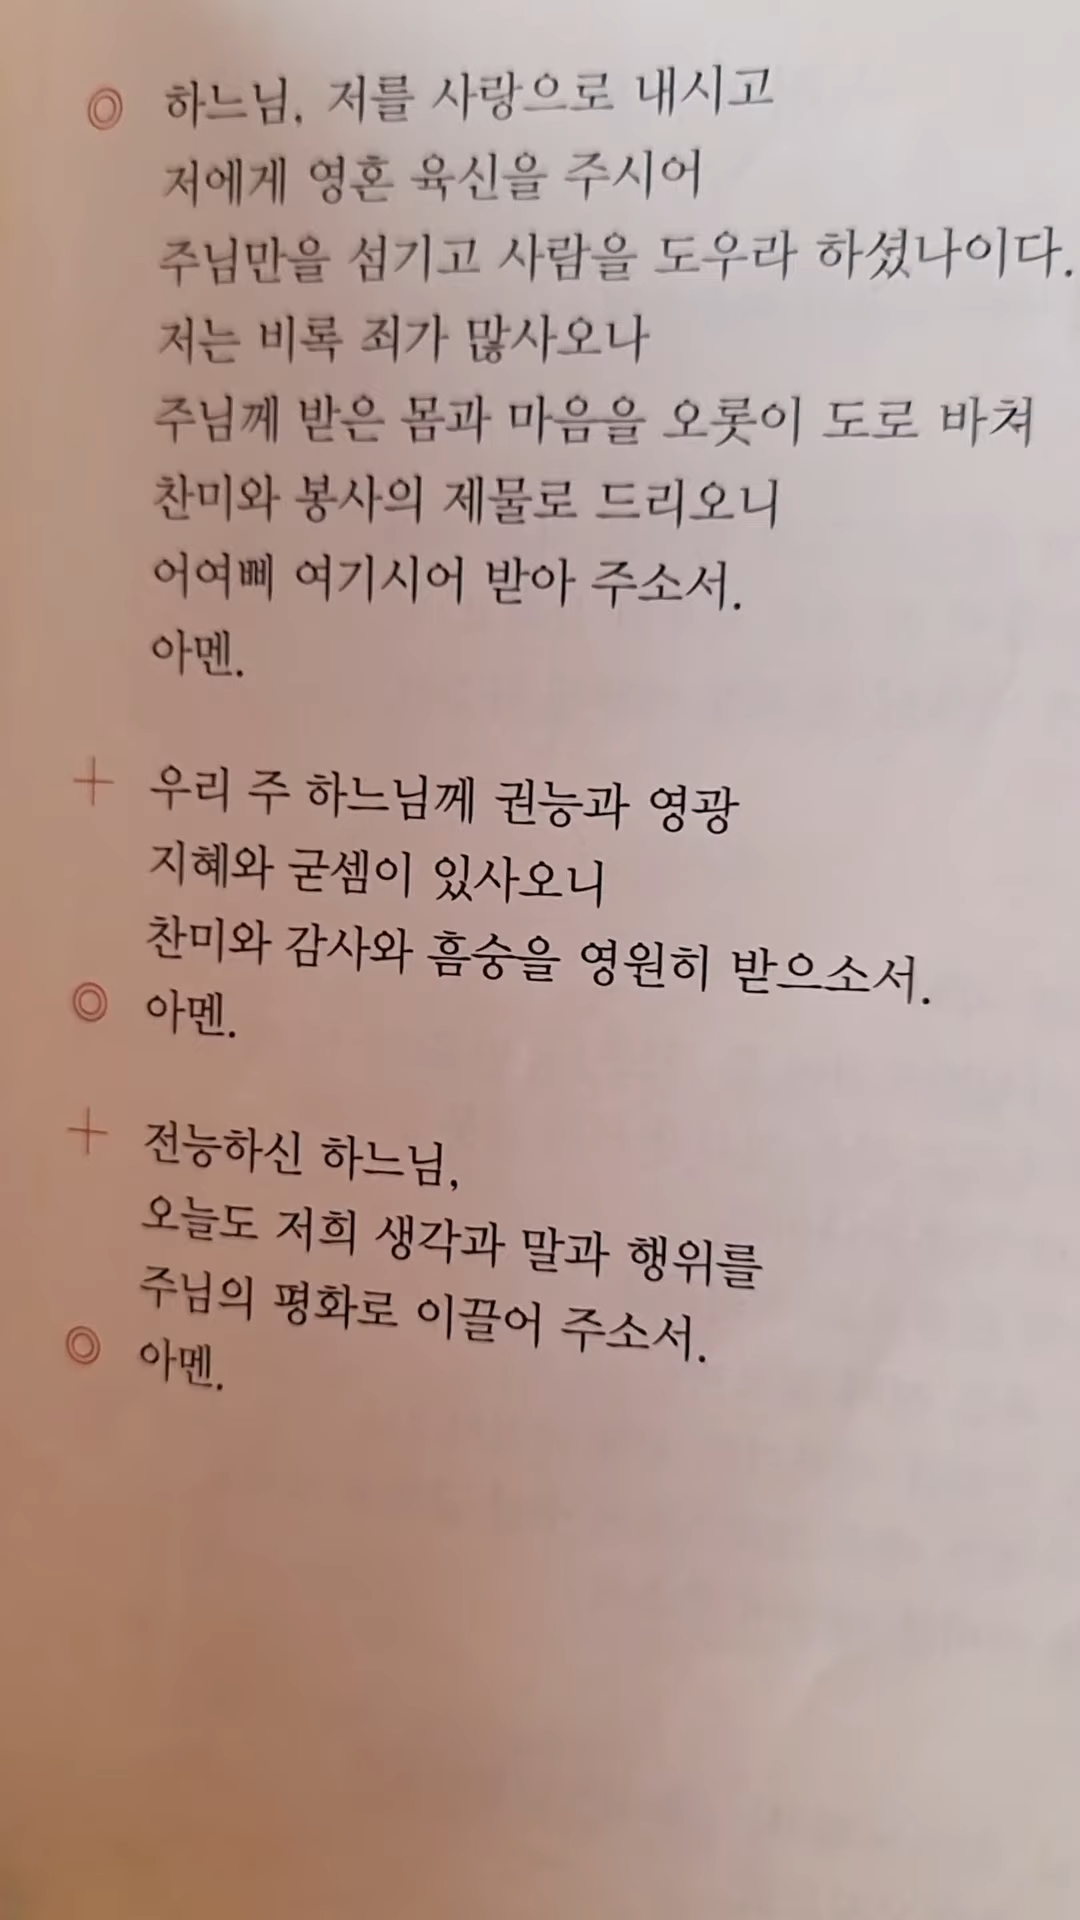 ◎ 하느님, 저를 사랑으로 내시고
저에게 영혼 육신을 주시어
주님만을 섬기고 사람을 도우라 하셨나이다.
저는 비록 죄가 많사오나
주님께 받은 몸과 마음을 오롯이 도로 바쳐
찬미와 봉사의 제물로 드리오니
어여삐 여기시어 받아 주소서.
아멘.
+ 우리 주 하느님께 권능과 영광
지혜와 굳셈이 있사오니
찬미와 감사와 흠숭을 영원히 받으소서.
◎ 아멘.
+ 전능하신 하느님,
오늘도 저희 생각과 말과 행위를
주님의 평화로 이끌어 주소서.
◎ 아멘.